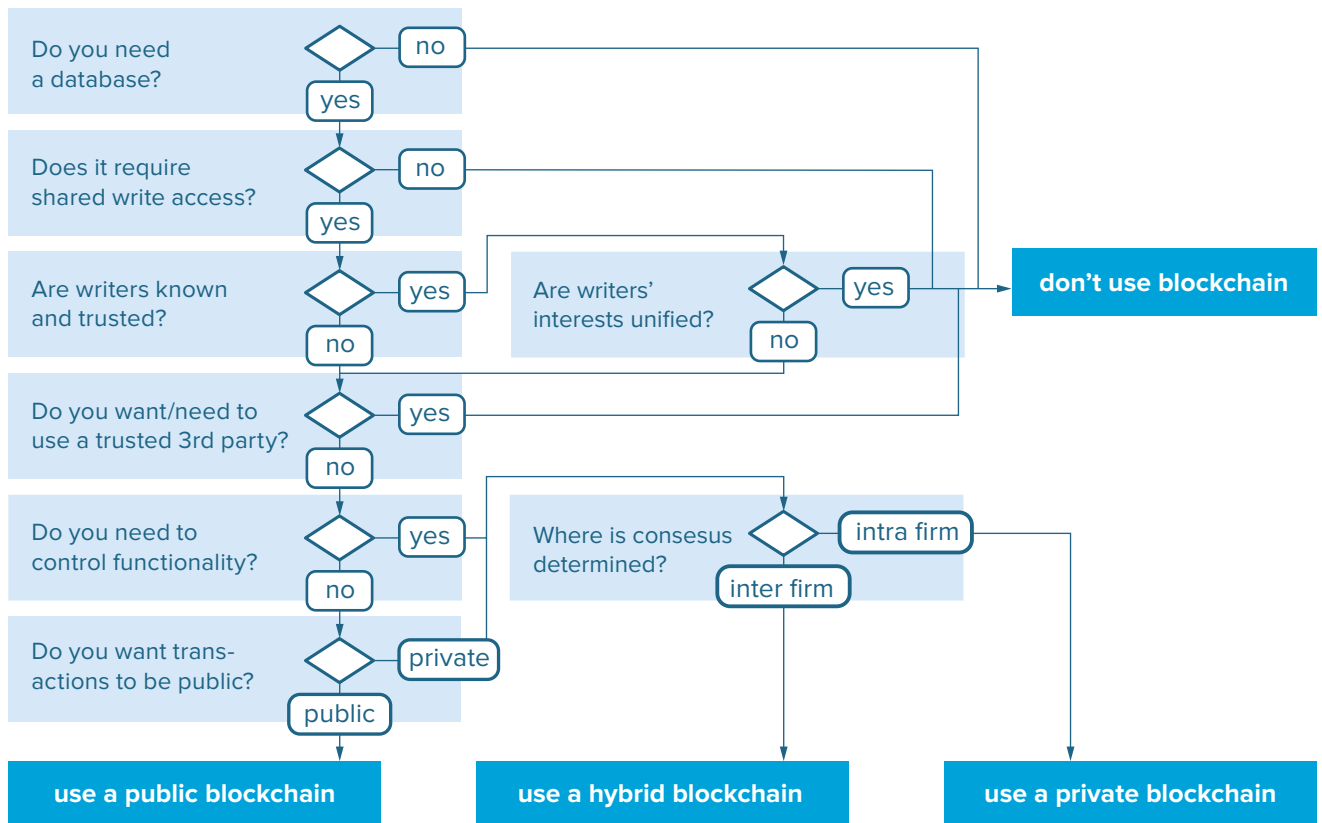 Do you need
a database?
no
yes
Does it require
shared write access?
no
yes
Are writers known
and trusted?
yes
no
Are writers’
interests unified?
yes
no
don’t use blockchain
Do you want/need to
use a trusted 3rd party?
yes
no
Do you need to
control functionality?
yes
no
Where is consesus
determined?
intra firm
inter firm
Do you want trans-
actions to be public?
private
public
use a public blockchain
use a hybrid blockchain
use a private blockchain